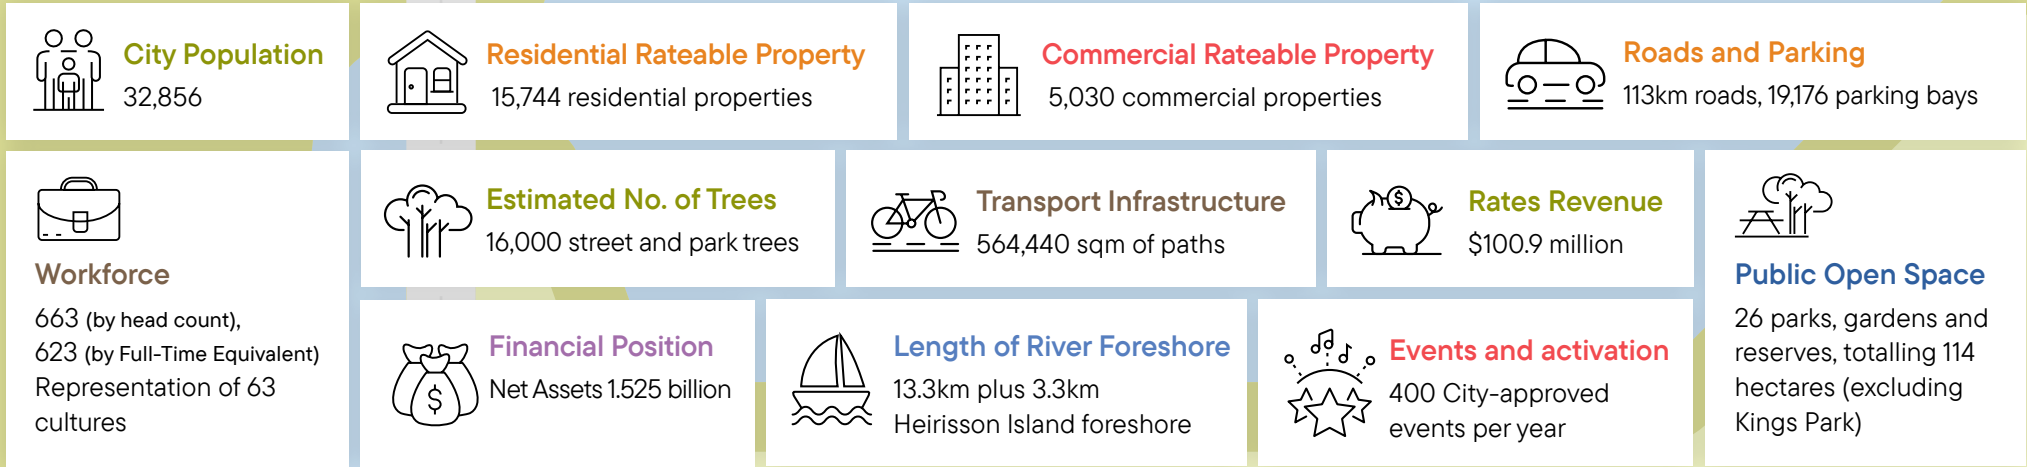 City Population
32,856
Residential Rateable Property
15,744 residential properties
Commercial Rateable Property
5,030 commercial properties
Roads and Parking
113km roads, 19,176 parking bays
Workforce
663 (by head count),
623 (by Full-Time Equivalent)
Representation of 63
cultures
Estimated No. of Trees
16,000 street and park trees
Transport Infrastructure
564,440 sqm of paths
$
Rates Revenue
$100.9 million
Public Open Space
26 parks, gardens and
reserves, totalling 114
hectares (excluding
Kings Park)
$
Financial Position
Net Assets 1.525 billion
Length of River Foreshore
13.3km plus 3.3km
Heirisson Island foreshore
Events and activation
400 City-approved
events per year